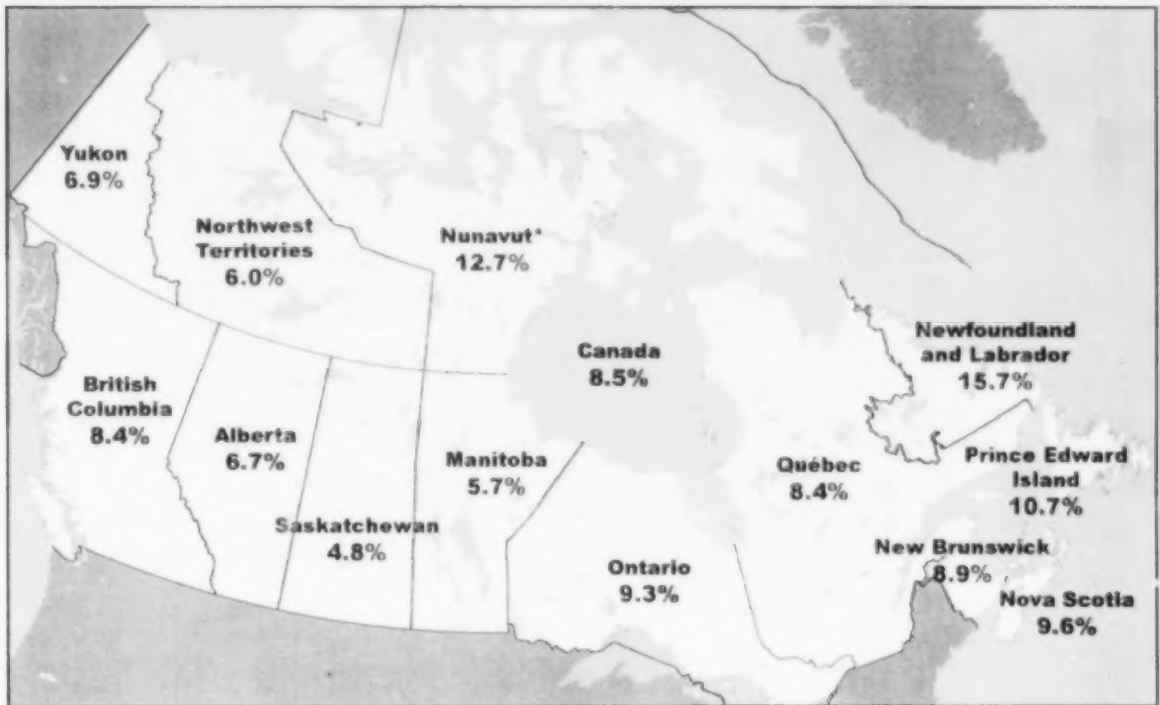 Yukon
6.9%
Northwest
Territories
6.0%
Nunavut*
12.7%
Canada
8.5%
Newfoundland
and Labrador
15.7%
British
Columbia
8.4%
Alberta
6.7%
Saskatchewan
4.8%
Manitoba
5.7%
Ontario
9.3%
Québec
8.4%
Prince Edward
Island
10.7%
New Brunswick
8.9%
Nova Scotia
9.6%